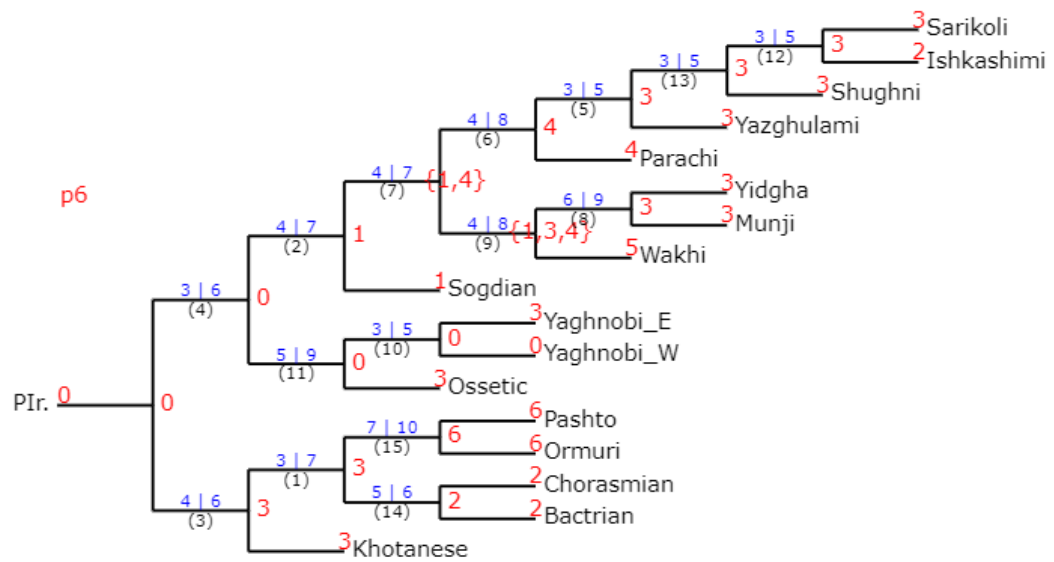 3 Sarikoli
3 | 5
(12)
3
2 Ishkashimi
3 | 5
(13)
3
3 Shughni
3 | 5
(5)
3
3 Yazghulami
4 | 8
(6)
4
4 Parachi
p6
4 | 7
(7)
{1,4}
6 | 9
(8)
3
3 Yidgha
3 Munji
4 | 8
(9)
{1,3,4}
5 Wakhi
4 | 7
(2)
1
1 Sogdian
3 | 6
(4)
0
3 Yaghnobi_E
3 | 5
(10)
0
0 Yaghnobi_W
5 | 9
(11)
0
3 Ossetic
PIr. 0
0
6 Pashto
7 | 10
(15)
6
6 Ormuri
3 | 7
(1)
3
2 Chorasmian
5 | 6
(14)
2
2 Bactrian
4 | 6
(3)
3
3 Khotanese